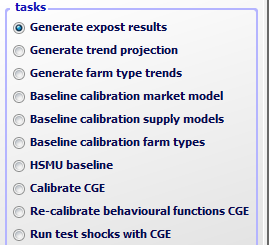 tasks
Generate expost results
Generate trend projection
Generate farm type trends
Baseline calibration market model
Baseline calibration supply models
Baseline calibration farm types
HSMU baseline
Calibrate CGE
Re-calibrate behavioural functions CGE
Run test shocks with CGE